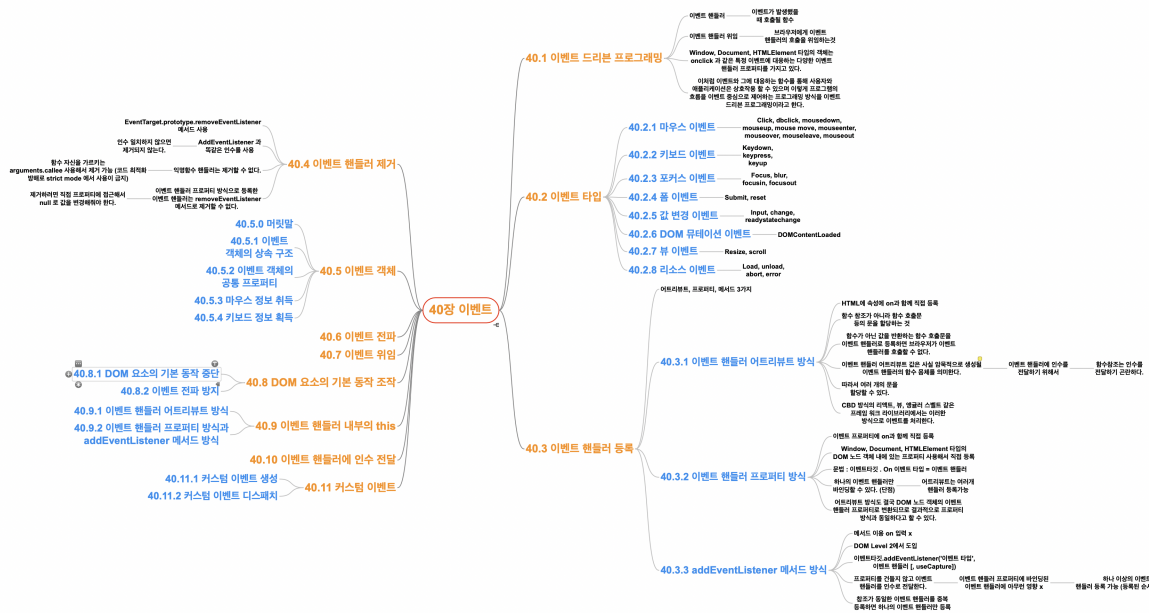 40장 이벤트
40.1 이벤트 드리븐 프로그래밍
이벤트 핸들러
이벤트가 발생했을
때 호출될 함수
이벤트 핸들러 위임
브라우저에게 이벤트
핸들러의 호출을 위임하는것
Window, Document, HTMLElement 타입의 객체는
onclick 과 같은 특정 이벤트에 대응하는 다양한 이벤트
핸들러 프로퍼티를 가지고 있다.
이처럼 이벤트와 그에 대응하는 함수를 통해 사용자와
애플리케이션은 상호작용 할 수 있으며 이렇게 프로그램의
흐름을 이벤트 중심으로 제어하는 프로그래밍 방식을 이벤트
드리븐 프로그래밍이라고 한다.
40.2 이벤트 타입
40.2.1 마우스 이벤트
Click, dbclick, mousedown,
mouseup, mouse move, mouseenter,
mouseover, mouseleave, mouseout
40.2.2 키보드 이벤트
Keydown,
keypress,
keyup
40.2.3 포커스 이벤트
Focus, blur,
focusin, focusout
40.2.4 폼 이벤트
Submit, reset
40.2.5 값 변경 이벤트
Input, change,
readystatechange
40.2.6 DOM 뮤테이션 이벤트
DOMContentLoaded
40.2.7 뷰 이벤트
Resize, scroll
40.2.8 리소스 이벤트
Load, unload,
abort, error
40.3 이벤트 핸들러 등록
어트리뷰트, 프로퍼티, 메서드 3가지
40.3.1 이벤트 핸들러 어트리뷰트 방식
HTML에 속성에 on과 함께 직접 등록
함수 참조가 아니라 함수 호출문
등의 문을 할당하는 것
함수가 아닌 값을 반환하는 함수 호출문을
이벤트 핸들러로 등록하면 브라우저가 이벤트
핸들러를 호출할 수 없다.
이벤트 핸들러 어트리뷰트 값은 사실 암묵적으로 생성될
이벤트 핸들러의 함수 몸체를 의미한다.
이벤트 핸들러에 인수를
전달하기 위해서
함수참조는 인수를
전달하기 곤란하다.
따라서 여러 개의 문을
할당할 수 있다.
CBD 방식의 리액트, 뷰, 앵귤러 스벨트 같은
프레임 워크 라이브러리에서는 이러한
방식으로 이벤트를 처리한다.
40.3.2 이벤트 핸들러 프로퍼티 방식
이벤트 프로퍼티에 on과 함께 직접 등록
Window, Document, HTMLElement 타입의
DOM 노드 객체 내에 있는 프로퍼티 사용해서 직접 등록
문법 : 이벤트타깃 . On 이벤트 타입 = 이벤트 핸들러
하나의 이벤트 핸들러만
바인딩할 수 있다. (단점)
어트리뷰트는 여러개
핸들러 등록가능
어트리뷰트 방식도 결국 DOM 노드 객체의 이벤트
핸들러 프로퍼티로 변환되므로 결과적으로 프로퍼티
방식과 동일하다고 할 수 있다.
40.3.3 addEventListener 메서드 방식
메서드 이용 on 입력 x
DOM Level 2에서 도입
이벤트타깃.addEventListener('이벤트 타입',
이벤트 핸들러 [, useCapture])
프로퍼티를 건들지 않고 이벤트
핸들러를 인수로 전달한다.
이벤트 핸들러 프로퍼티에 바인딩된
이벤트 핸들러에 아무런 영향 x
하나 이상의 이벤트
핸들러 등록 가능 (등록된 순서
참조가 동일한 이벤트 핸들러를 중복
등록하면 하나의 이벤트 핸들러만 등록
40.4 이벤트 핸들러 제거
EventTarget.prototype.removeEventListener
메서드 사용
AddEventListener 과
똑같은 인수를 사용
인수 일치하지 않으면
제거되지 않는다.
익명함수 핸들러는 제거할 수 없다.
함수 자신을 가르키는
arguments.callee 사용해서 제거 가능 (코드 최적화
방해로 strict mode 에서 사용이 금지)
이벤트 핸들러 프로퍼티 방식으로 등록한
이벤트 핸들러는 removeEventListener
메서드로 제거할 수 없다.
제거하려면 직접 프로퍼티에 접근해서
null 로 값을 변경해줘야 한다.
40.5 이벤트 객체
40.5.0 머릿말
40.5.1 이벤트
객체의 상속 구조
40.5.2 이벤트 객체의
공통 프로퍼티
40.5.3 마우스 정보 취득
40.5.4 키보드 정보 획득
40.6 이벤트 전파
40.7 이벤트 위임
40.8 DOM 요소의 기본 동작 조작
40.8.1 DOM 요소의 기본 동작 중단
40.8.2 이벤트 전파 방지
40.9 이벤트 핸들러 내부의 this
40.9.1 이벤트 핸들러 어트리뷰트 방식
40.9.2 이벤트 핸들러 프로퍼티 방식과
addEventListener 메서드 방식
40.10 이벤트 핸들러에 인수 전달
40.11 커스텀 이벤트
40.11.1 커스텀 이벤트 생성
40.11.2 커스텀 이벤트 디스패치